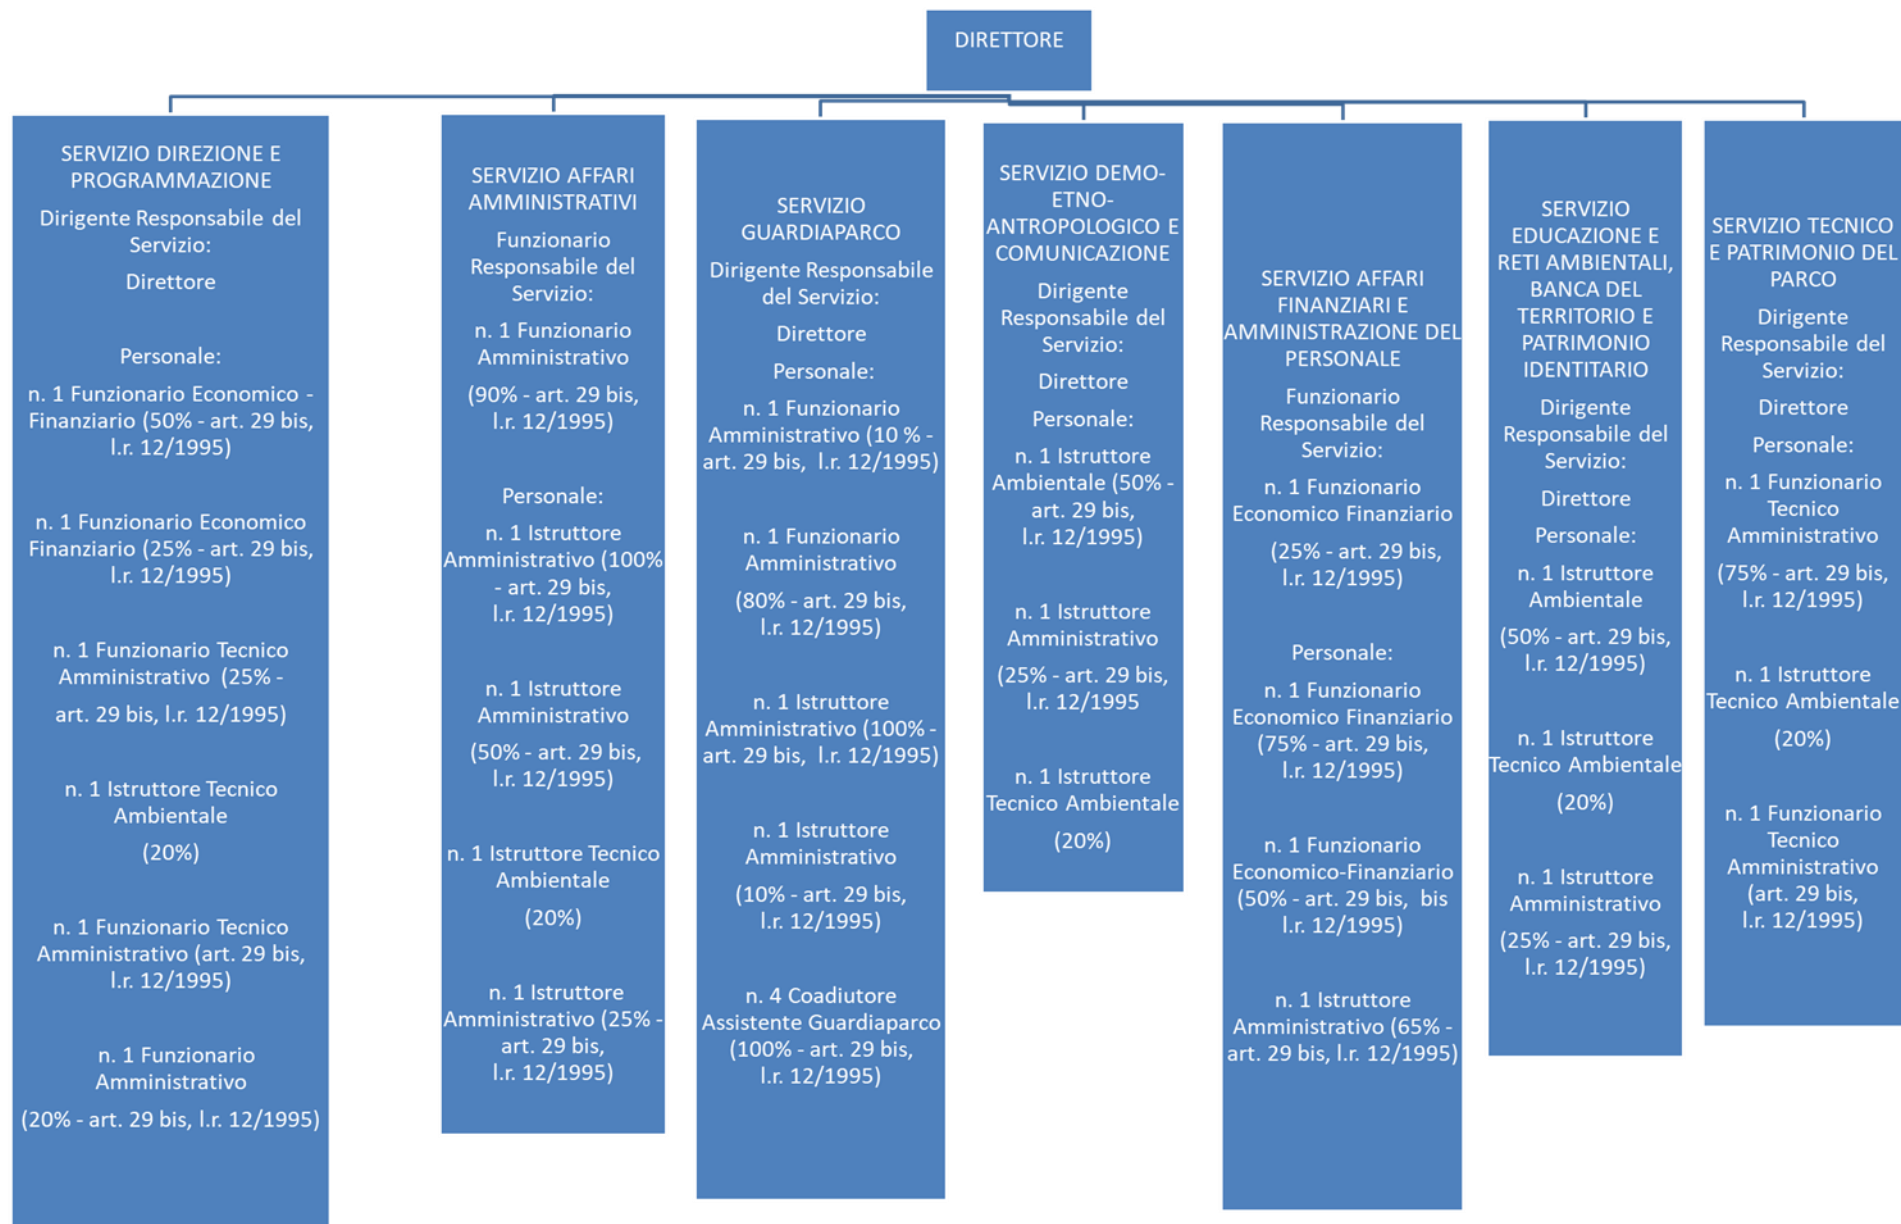 DIRETTORE
SERVIZIO DIREZIONE E
PROGRAMMAZIONE
Dirigente Responsabile del
Servizio:
Direttore
Personale:
n. 1 Funzionario Economico -
Finanziario (50% - art. 29 bis,
l.r. 12/1995)
n. 1 Funzionario Economico
Finanziario (25% - art. 29 bis,
l.r. 12/1995)
n. 1 Funzionario Tecnico
Amministrativo (25% -
art. 29 bis, l.r. 12/1995)
n. 1 Istruttore Tecnico
Ambientale
(20%)
n. 1 Funzionario Tecnico
Amministrativo (art. 29 bis,
l.r. 12/1995)
n. 1 Funzionario
Amministrativo
(20% - art. 29 bis, l.r. 12/1995)
SERVIZIO AFFARI
AMMINISTRATIVI
Funzionario
Responsabile del
Servizio:
n. 1 Funzionario
Amministrativo
(90% - art. 29 bis,
l.r. 12/1995)
Personale:
n. 1 Istruttore
Amministrativo (100%
- art. 29 bis,
l.r. 12/1995)
n. 1 Istruttore
Amministrativo
(50% - art. 29 bis,
l.r. 12/1995)
n. 1 Istruttore Tecnico
Ambientale
(20%)
n. 1 Istruttore
Amministrativo (25% -
art. 29 bis,
l.r. 12/1995)
SERVIZIO
GUARDIAPARCO
Dirigente Responsabile
del Servizio:
Direttore
Personale:
n. 1 Funzionario
Amministrativo (10 % -
art. 29 bis, l.r. 12/1995)
n. 1 Funzionario
Amministrativo
(80% - art. 29 bis,
l.r. 12/1995)
n. 1 Istruttore
Amministrativo (100% -
art. 29 bis, l.r. 12/1995)
n. 1 Istruttore
Amministrativo
(10% - art. 29 bis,
l.r. 12/1995)
n. 4 Coadiutore
Assistente Guardiaparco
(100% - art. 29 bis,
l.r. 12/1995)
SERVIZIO DEMO-
ETNO-
ANTROPOLOGICO E
COMUNICAZIONE
Dirigente
Responsabile del
Servizio:
Direttore
Personale:
n. 1 Istruttore
Ambientale (50% -
art. 29 bis,
l.r. 12/1995)
n. 1 Istruttore
Amministrativo
(25% - art. 29 bis,
l.r. 12/1995
n. 1 Istruttore
Tecnico Ambientale
(20%)
SERVIZIO AFFARI
FINANZIARI E
AMMINISTRAZIONE DEL
PERSONALE
Funzionario
Responsabile del
Servizio:
n. 1 Funzionario
Economico Finanziario
(25% - art. 29 bis,
l.r. 12/1995)
Personale:
n. 1 Funzionario
Economico Finanziario
(75% - art. 29 bis,
l.r. 12/1995)
n. 1 Funzionario
Economico-Finanziario
(50% - art. 29 bis, bis
l.r. 12/1995)
n. 1 Istruttore
Amministrativo (65% -
art. 29 bis, l.r. 12/1995)
SERVIZIO
EDUCAZIONE E
RETI AMBIENTALI,
BANCA DEL
TERRITORIO E
PATRIMONIO
IDENTITARIO
Dirigente
Responsabile del
Servizio:
Direttore
Personale:
n. 1 Istruttore
Ambientale
(50% - art. 29 bis,
l.r. 12/1995)
n. 1 Istruttore
Tecnico Ambientale
(20%)
n. 1 Istruttore
Amministrativo
(25% - art. 29 bis,
l.r. 12/1995)
SERVIZIO TECNICO
E PATRIMONIO DEL
PARCO
Dirigente
Responsabile del
Servizio:
Direttore
Personale:
n. 1 Funzionario
Tecnico
Amministrativo
(75% - art. 29 bis,
l.r. 12/1995)
n. 1 Istruttore
Tecnico Ambientale
(20%)
n. 1 Funzionario
Tecnico
Amministrativo
(art. 29 bis,
l.r. 12/1995)